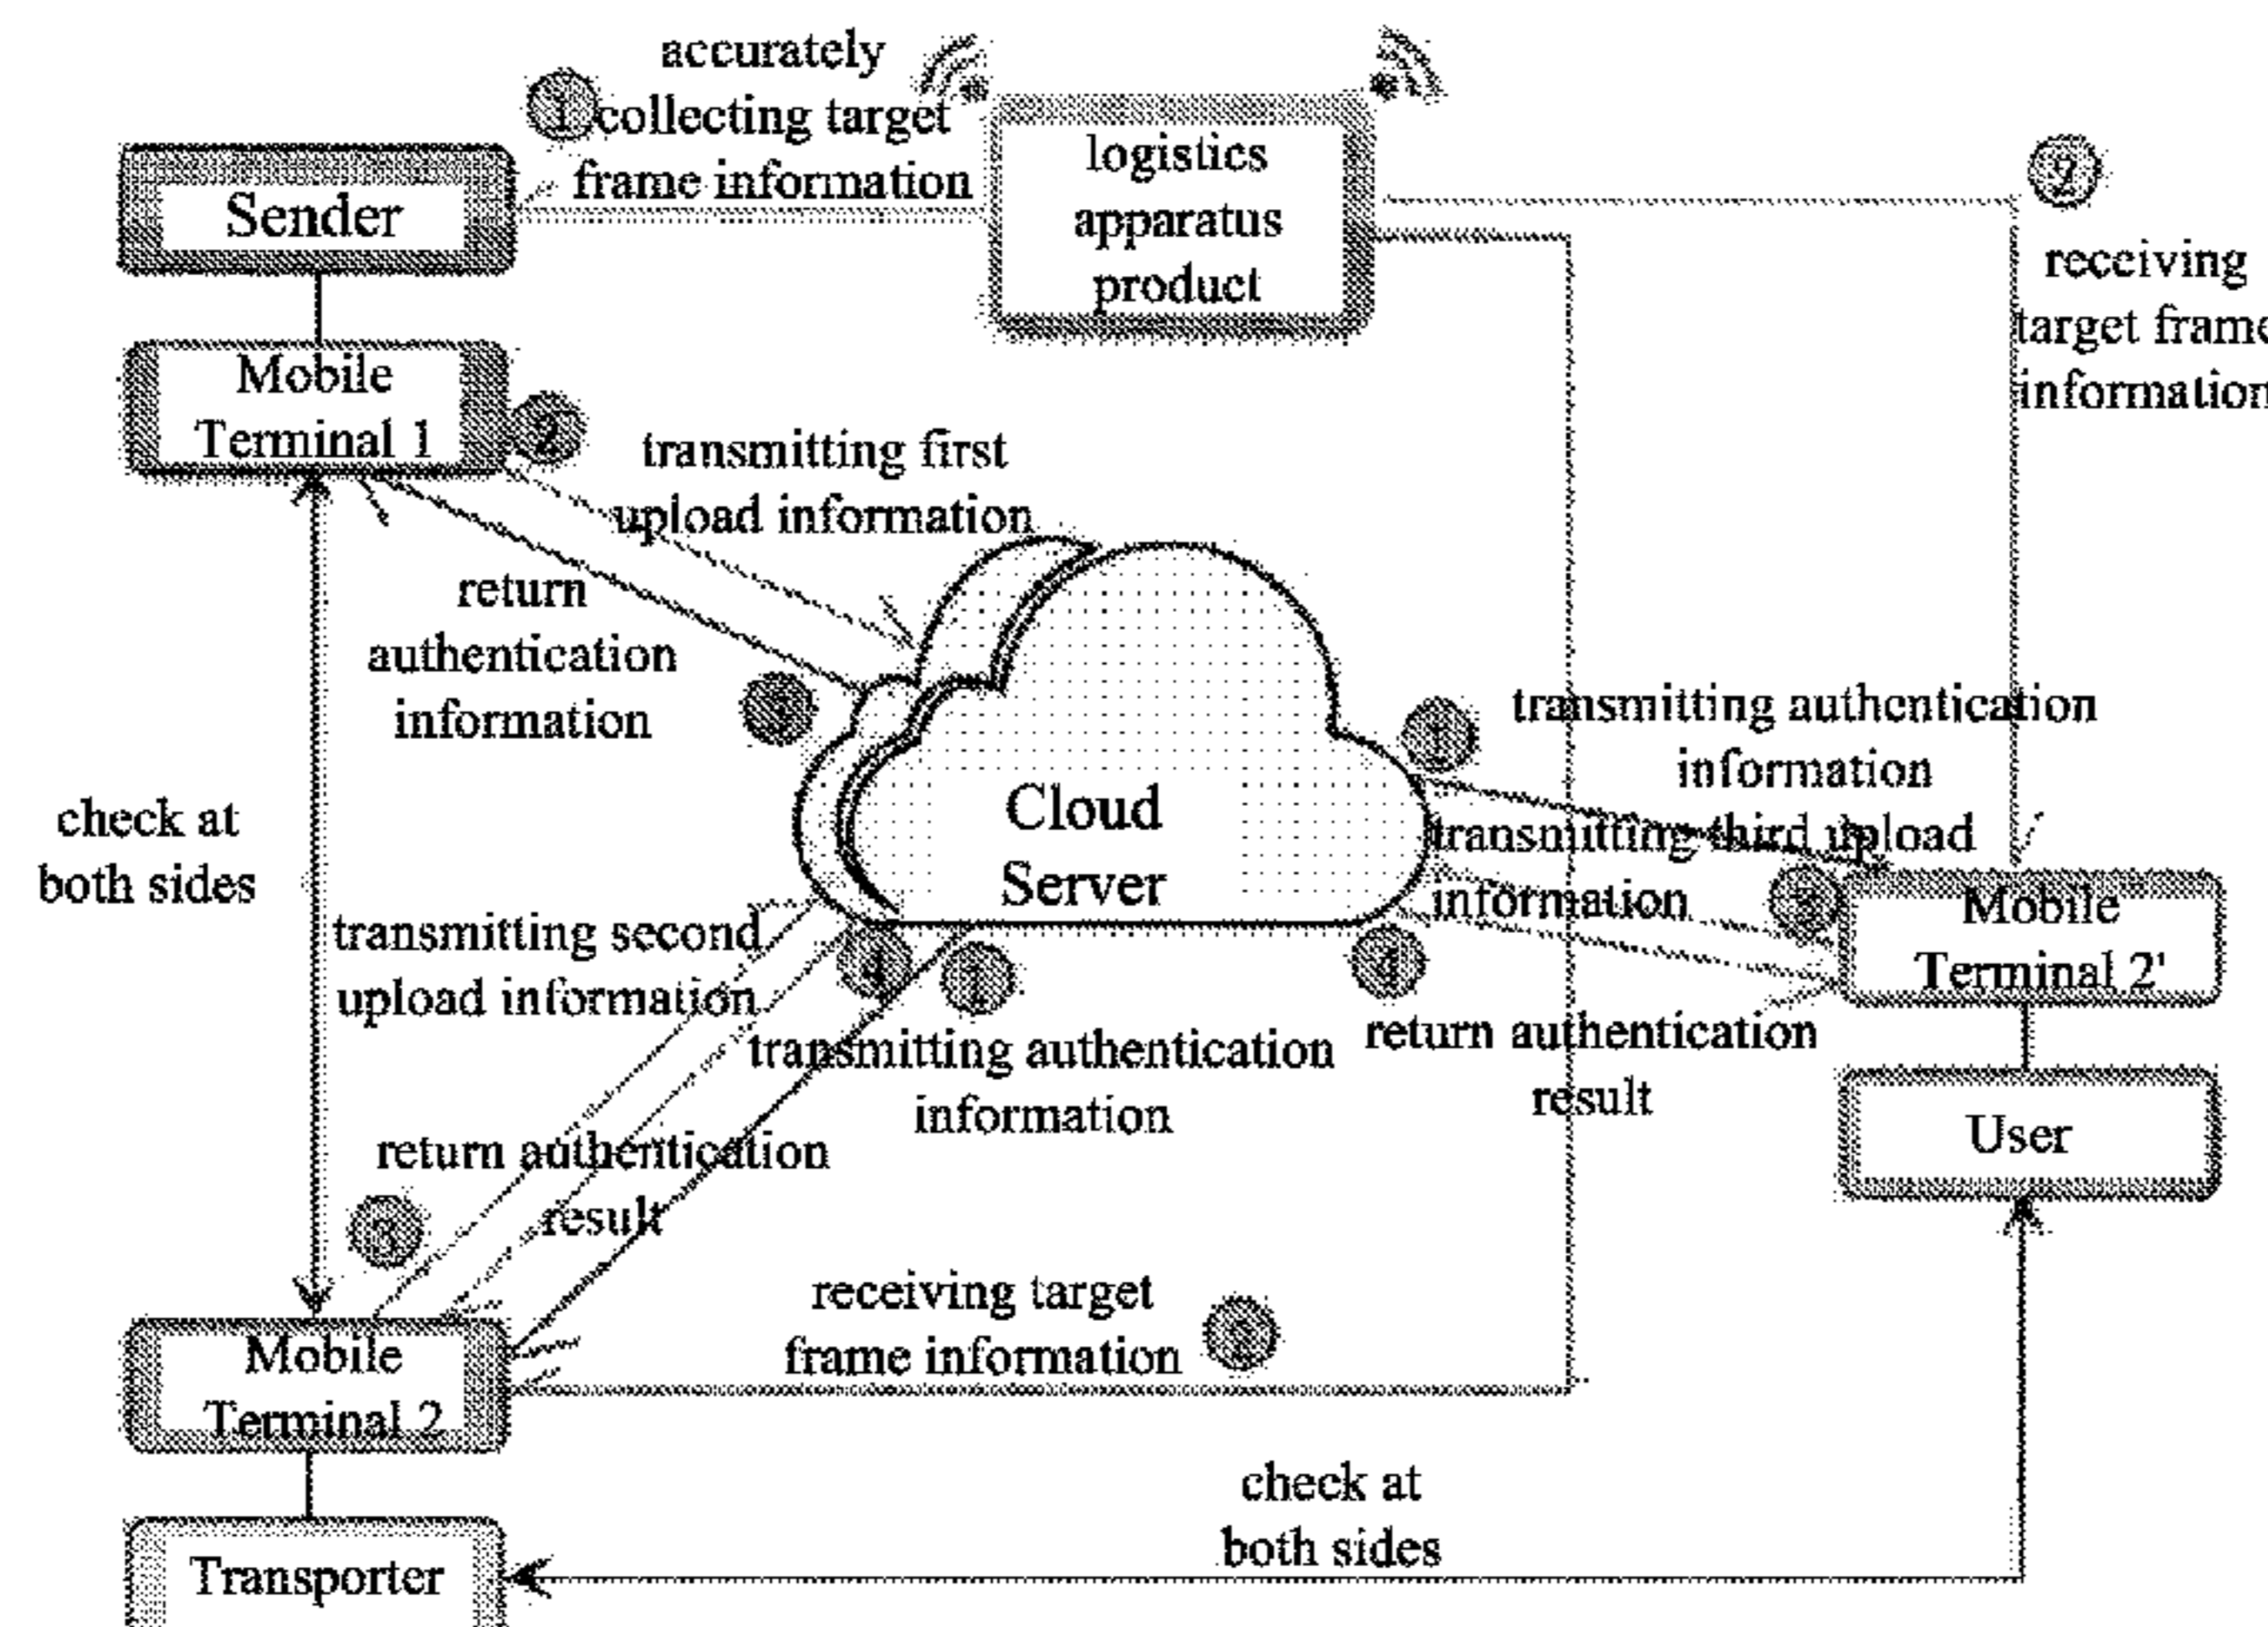 accurately
1 collecting target
frame information
Sender
logistics
apparatus
product
2
receiving
target frame
information
Mobile
Terminal 1
2
transmitting first
upload information
return
authentication
information
3
check at
both sides
Cloud
Server
1
transmitting authentication
information
transmitting third upload
information
3
Mobile
Terminal 2'
transmitting second
upload information
4
1
4
transmitting authentication
information
return authentication
result
User
return authentication
result
3
receiving target
frame information
2
Mobile
Terminal 2
check at
both sides
Transporter